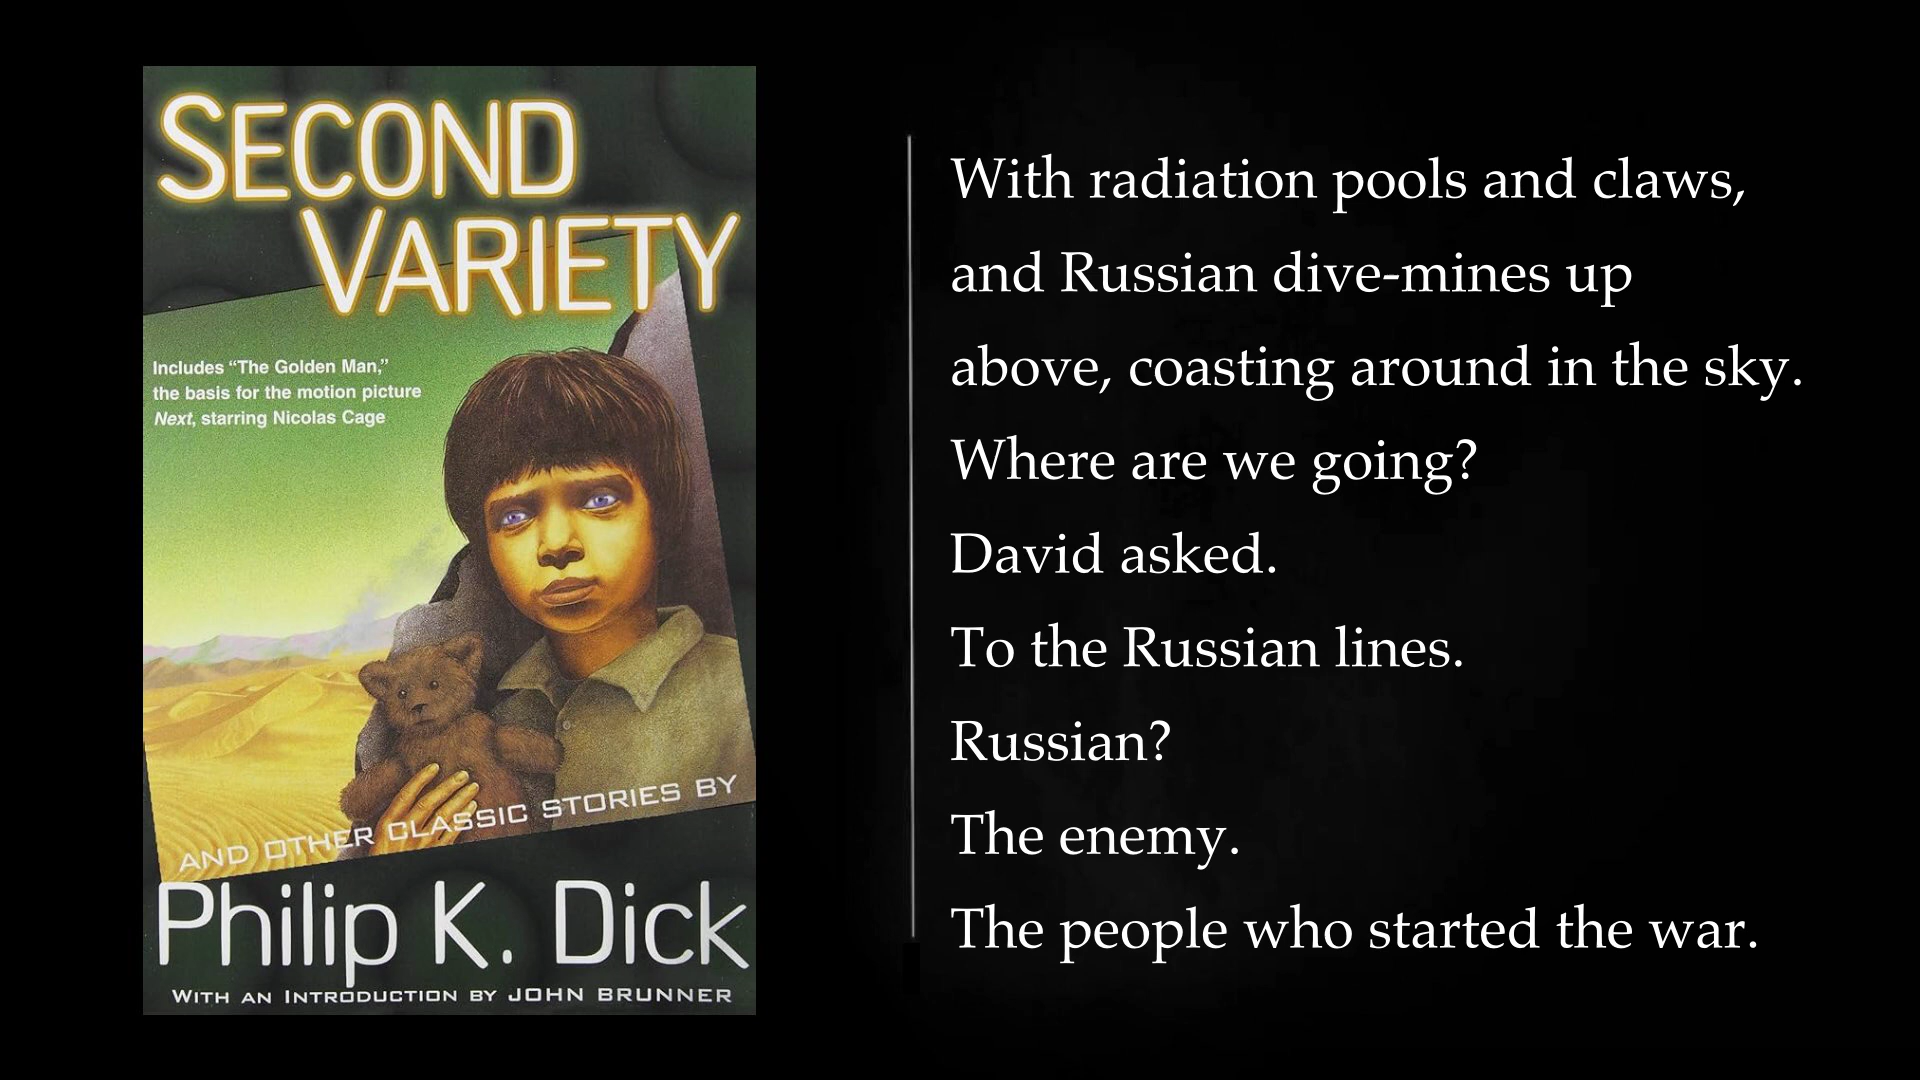 SECOND
VARIETY
Includes “The Golden Man,”
the basis for the motion picture
Next, starring Nicolas Cage
AND OTHER CLASSIC STORIES BY
Philip K. Dick
WITH AN INTRODUCTION BY JOHN BRUNNER
With radiation pools and claws,
and Russian dive-mines up
above, coasting around in the sky.
Where are we going?
David asked.
To the Russian lines.
Russian?
The enemy.
The people who started the war.